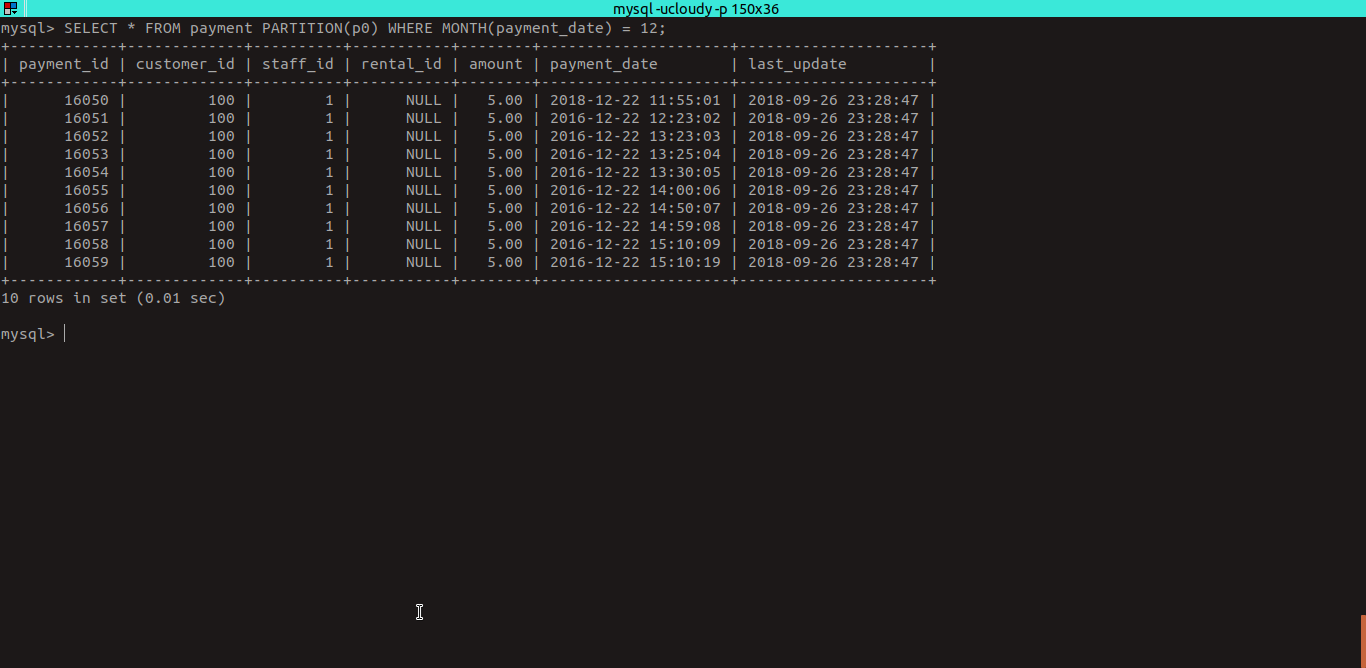 mysql -ucloudy -p 150x36
mysql> SELECT * FROM payment PARTITION(p0) WHERE MONTH(payment_date) = 12;
+------------+-------------+----------+-----------+--------+---------------------+---------------------+
| payment_id | customer_id | staff_id | rental_id | amount | payment_date        | last_update         |
+------------+-------------+----------+-----------+--------+---------------------+---------------------+
|      16050 |         100 |        1 |      NULL |   5.00 | 2018-12-22 11:55:01 | 2018-09-26 23:28:47 |
|      16051 |         100 |        1 |      NULL |   5.00 | 2016-12-22 12:23:02 | 2018-09-26 23:28:47 |
|      16052 |         100 |        1 |      NULL |   5.00 | 2016-12-22 13:23:03 | 2018-09-26 23:28:47 |
|      16053 |         100 |        1 |      NULL |   5.00 | 2016-12-22 13:25:04 | 2018-09-26 23:28:47 |
|      16054 |         100 |        1 |      NULL |   5.00 | 2016-12-22 13:30:05 | 2018-09-26 23:28:47 |
|      16055 |         100 |        1 |      NULL |   5.00 | 2016-12-22 14:00:06 | 2018-09-26 23:28:47 |
|      16056 |         100 |        1 |      NULL |   5.00 | 2016-12-22 14:50:07 | 2018-09-26 23:28:47 |
|      16057 |         100 |        1 |      NULL |   5.00 | 2016-12-22 14:59:08 | 2018-09-26 23:28:47 |
|      16058 |         100 |        1 |      NULL |   5.00 | 2016-12-22 15:10:09 | 2018-09-26 23:28:47 |
|      16059 |         100 |        1 |      NULL |   5.00 | 2016-12-22 15:10:19 | 2018-09-26 23:28:47 |
+------------+-------------+----------+-----------+--------+---------------------+---------------------+
10 rows in set (0.01 sec)
mysql>